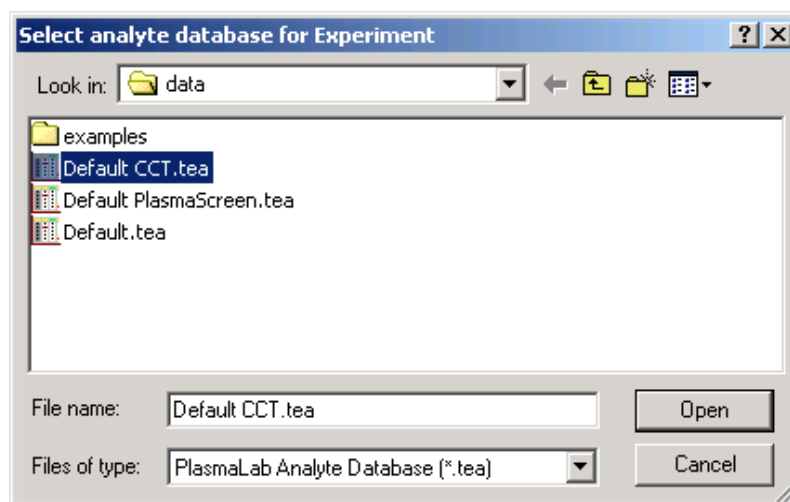 Select analyte database for Experiment
Look in: data
examples
Default CCT.tea
Default PlasmaScreen.tea
Default.tea
File name: Default CCT.tea Open
Files of type: PlasmaLab Analyte Database (*.tea) Cancel